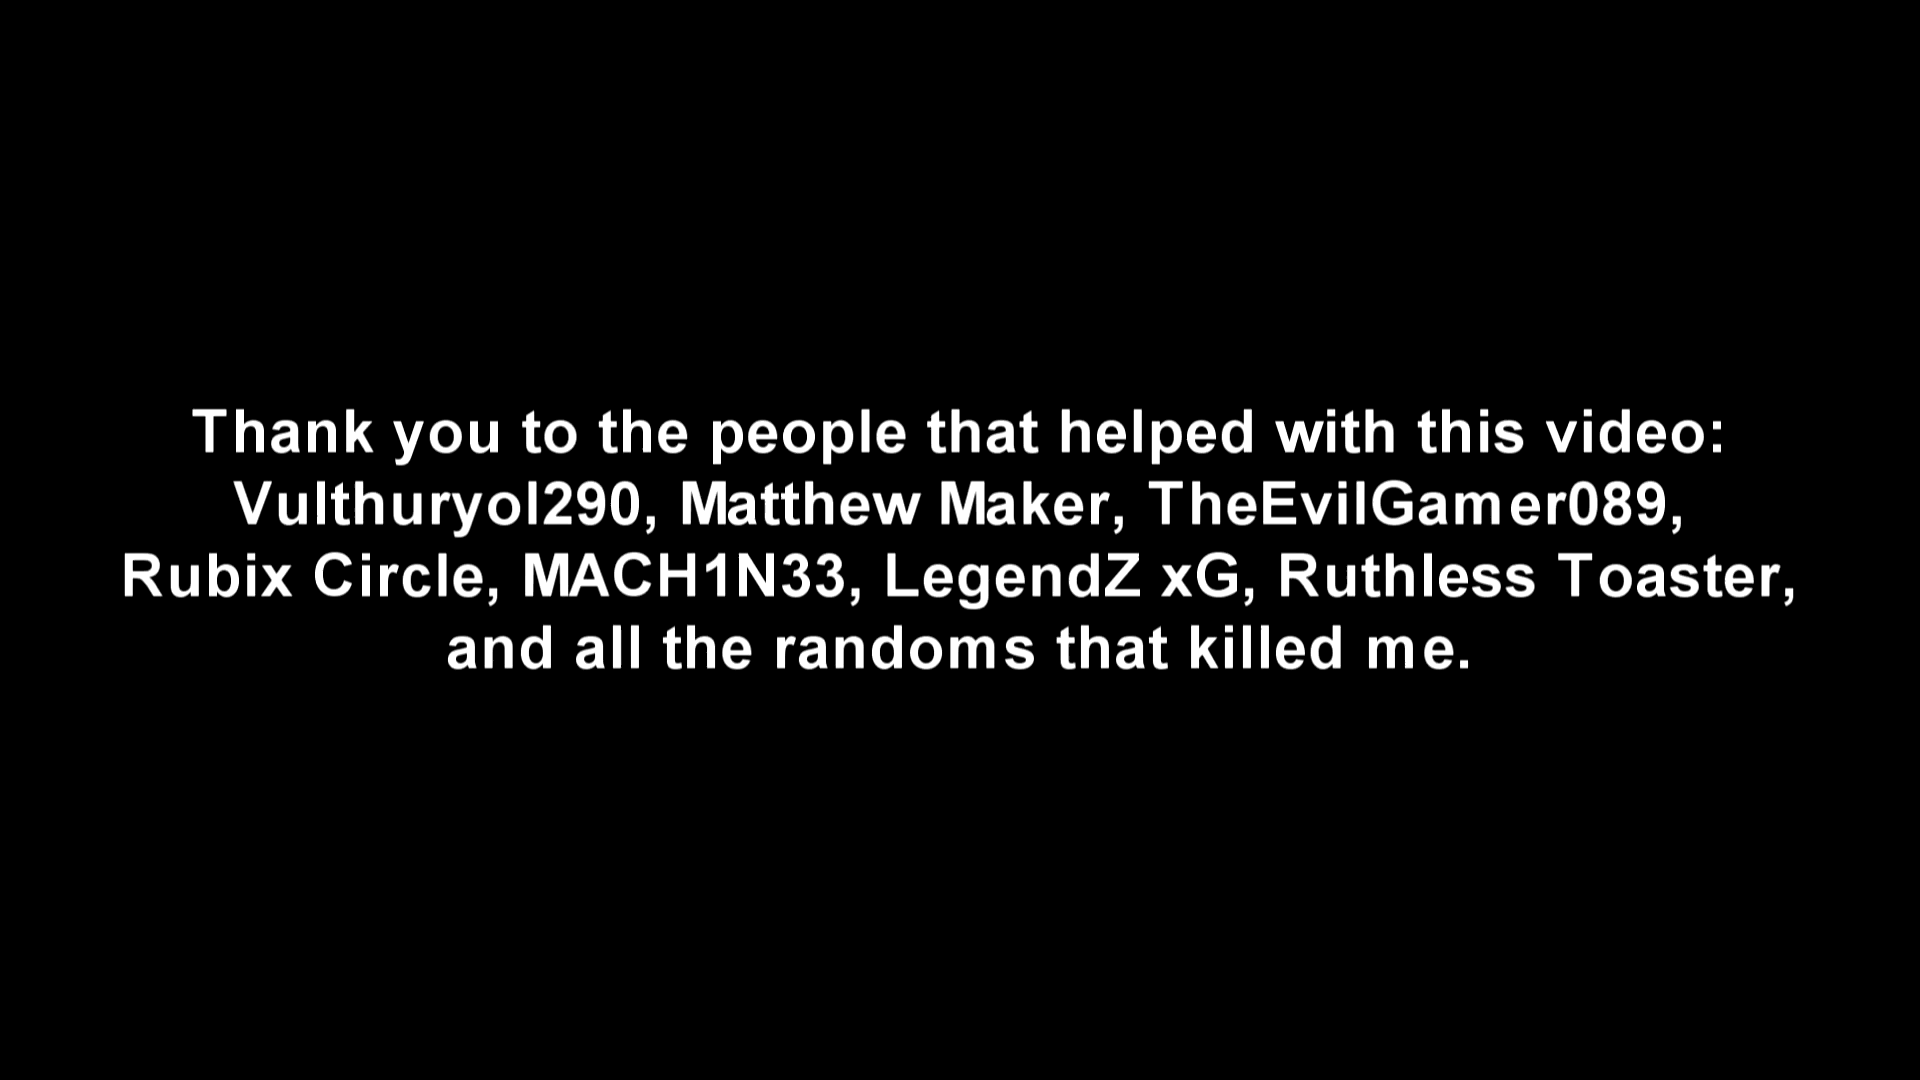 Thank you to the people that helped with this video:
Vulthuryol290, Matthew Maker, TheEvilGamer089,
Rubix Circle, MACH1N33, LegendZ xG, Ruthless Toaster,
and all the randoms that killed me.